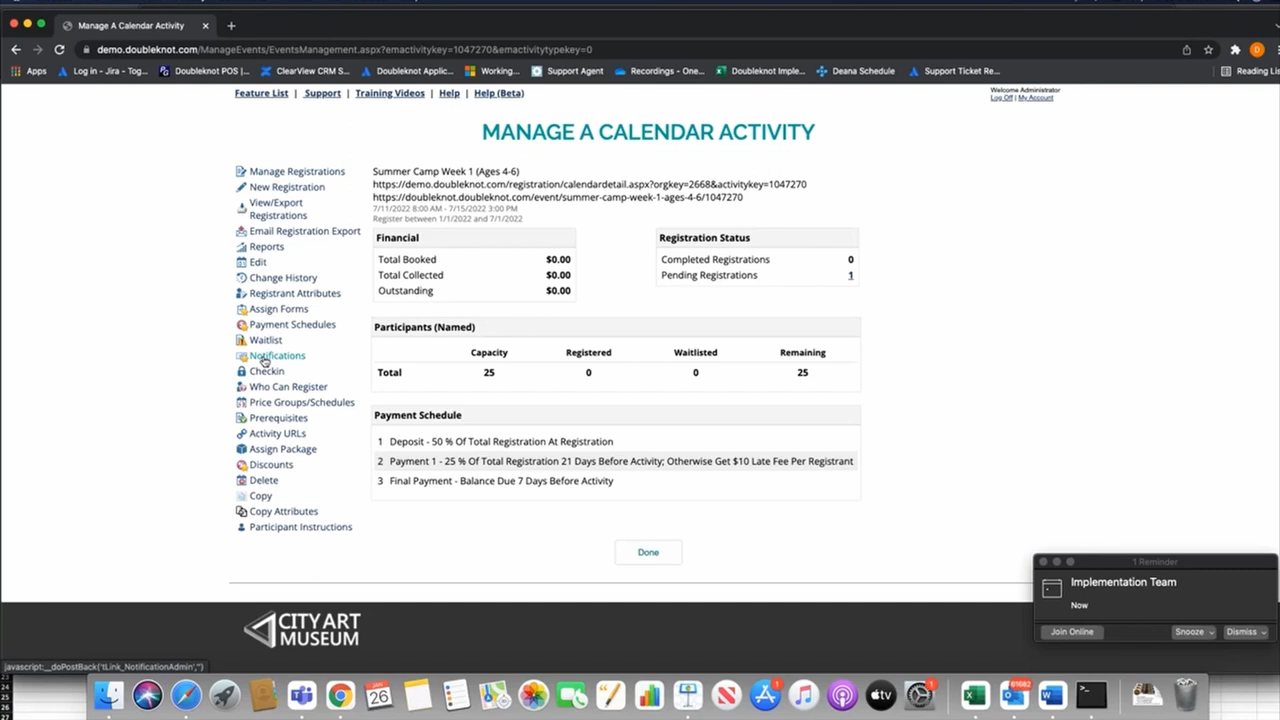 Manage A Calendar Activity
demo.doubleknot.com/ManageEvents/EventsManagement.aspx?emactivitykey=1047270&emactivitytypekey=0
Apps Log in - Jira - Tog... Doubleknot POS |... ClearView CRM S... Doubleknot Applic... Working... Support Agent Recordings - One... Doubleknot Imple... Deana Schedule Support Ticket Re... Reading Lis
Feature List | Support | Training Videos | Help | Help (Beta)
Welcome Administrator
Log Off | My Account
MANAGE A CALENDAR ACTIVITY
Manage Registrations
New Registration
View/Export
Registrations
Email Registration Export
Reports
Edit
Change History
Registrant Attributes
Assign Forms
Payment Schedules
Waitlist
Notifications
Checkin
Who Can Register
Price Groups/Schedules
Prerequisites
Activity URLs
Assign Package
Discounts
Delete
Copy
Copy Attributes
Participant Instructions
Summer Camp Week 1 (Ages 4-6)
https://demo.doubleknot.com/registration/calendardetail.aspx?orgkey=2668&activitykey=1047270
https://doubleknot.doubleknot.com/event/summer-camp-week-1-ages-4-6/1047270
7/11/2022 8:00 AM - 7/15/2022 3:00 PM
Register between 1/1/2022 and 7/1/2022
Financial
Total Booked $0.00
Total Collected $0.00
Outstanding $0.00
Registration Status
Completed Registrations 0
Pending Registrations 1
Participants (Named)
Capacity Registered Waitlisted Remaining
Total 25 0 0 25
Payment Schedule
1 Deposit - 50 % Of Total Registration At Registration
2 Payment 1 - 25 % Of Total Registration 21 Days Before Activity; Otherwise Get $10 Late Fee Per Registrant
3 Final Payment - Balance Due 7 Days Before Activity
Done
1 Reminder
Implementation Team
Now
Join Online Snooze Dismiss
CITY ART
MUSEUM
javascript:__doPostBack('tLink_NotificationAdmin','')
23
24
25
26
27
JAN
26
1
tv
1
61682